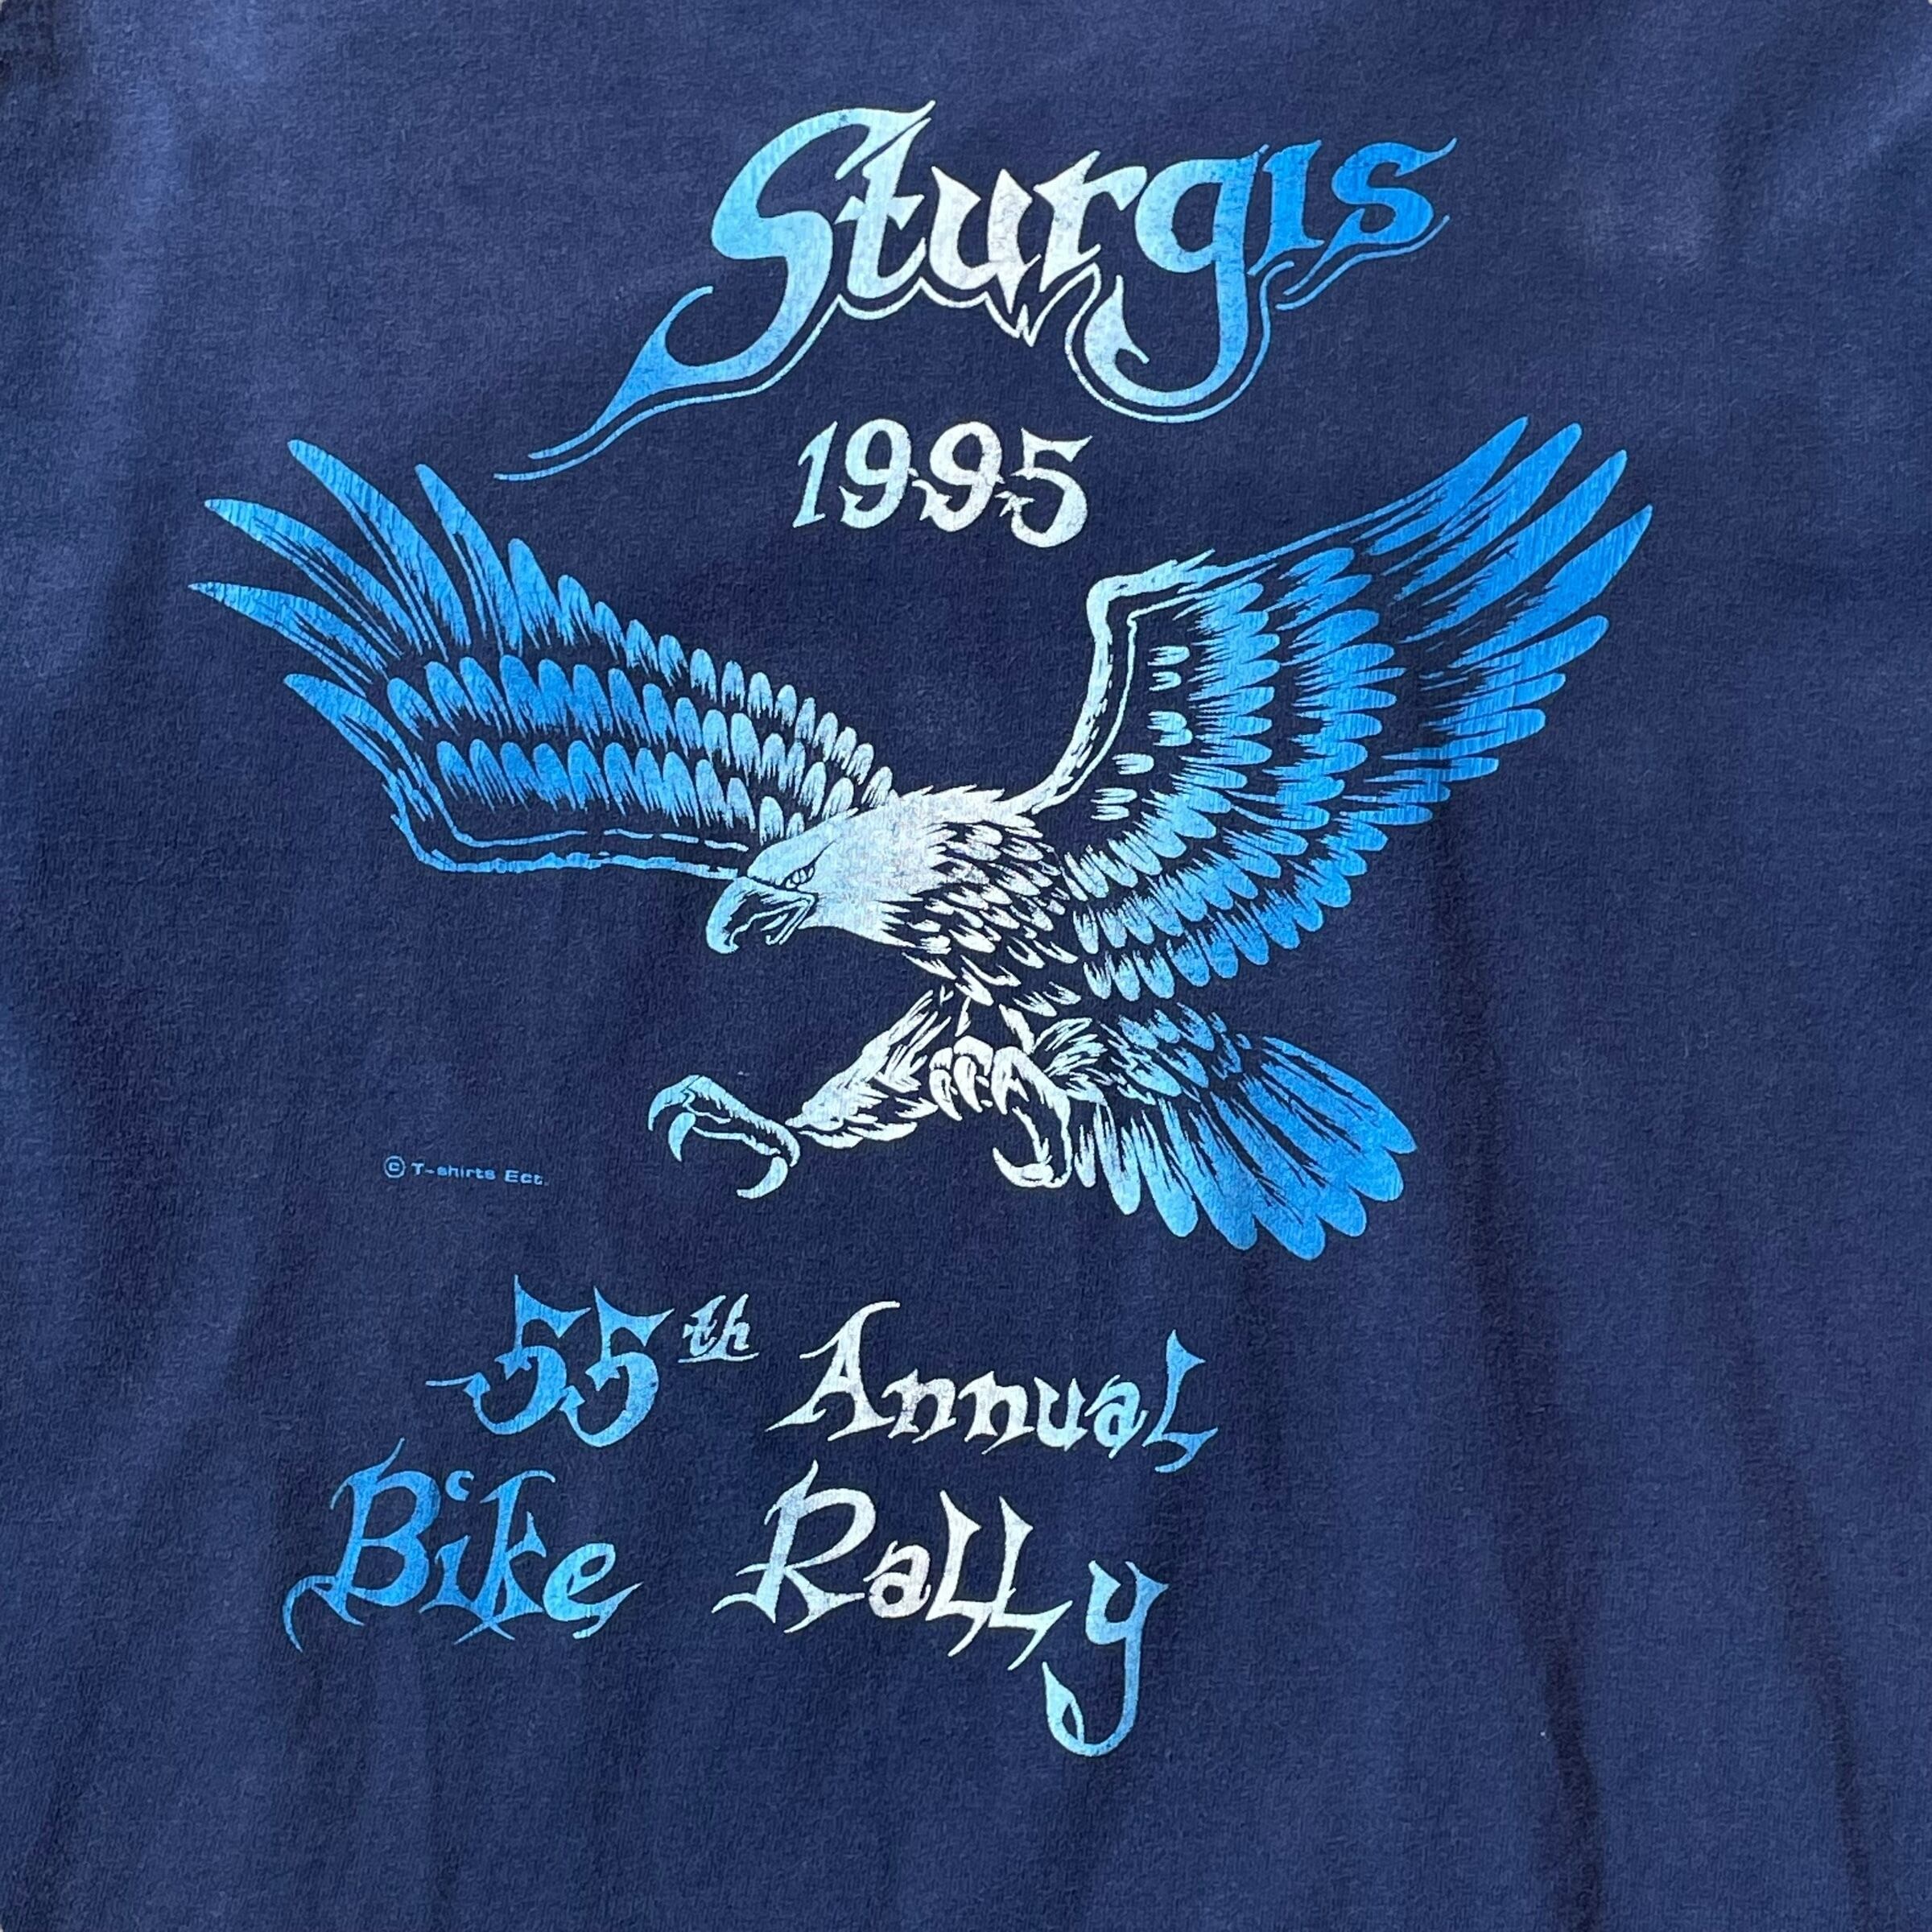 Sturgis
1995
© T-shirts Ect.
55th Annual
Bike Rally